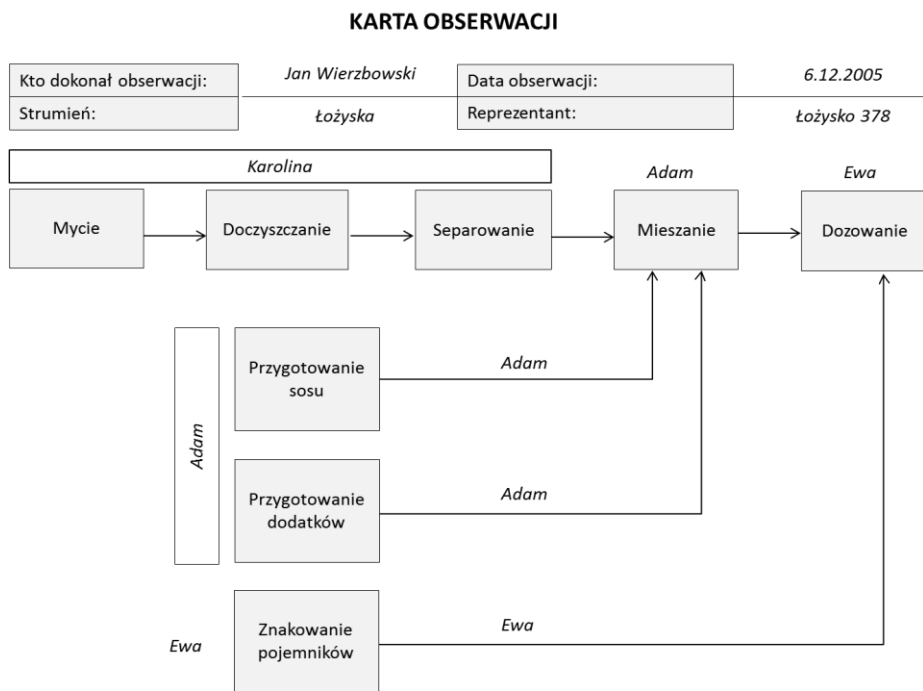 KARTA OBSERWACJI
Kto dokonał obserwacji: Jan Wierzbowski Data obserwacji: 6.12.2005
Strumień: Łożyska Reprezentant: Łożysko 378
Karolina Adam Ewa
Mycie Doczyszczanie Separowanie Mieszanie Dozowanie
Adam
Przygotowanie
sosu
Adam
Przygotowanie
dodatków
Adam
Ewa
Znakowanie
pojemników
Ewa